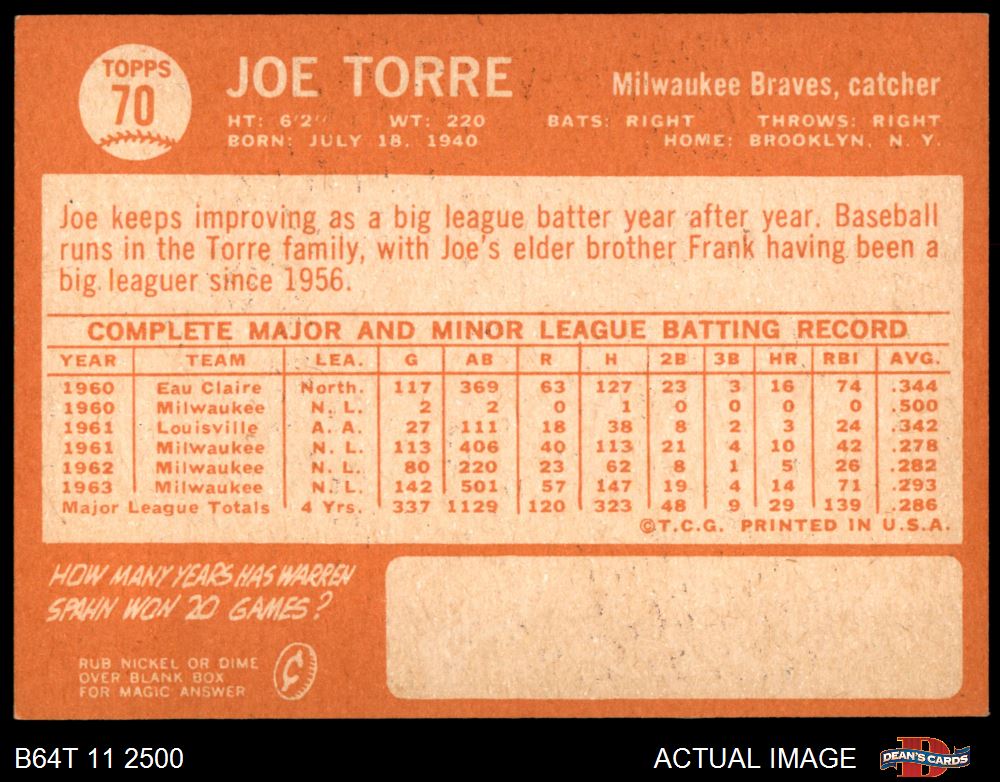 TOPPS
70
JOE TORRE
Milwaukee Braves, catcher
HT: 6'2" WT: 220 BATS: RIGHT THROWS: RIGHT
BORN: JULY 18, 1940 HOME: BROOKLYN, N. Y.
Joe keeps improving as a big league batter year after year. Baseball
runs in the Torre family, with Joe's elder brother Frank having been a
big leaguer since 1956.
COMPLETE MAJOR AND MINOR LEAGUE BATTING RECORD
YEAR TEAM LEA. G AB R H 2B 3B HR RBI AVG.
1960 Eau Claire North. 117 369 63 127 23 3 16 74 .344
1960 Milwaukee N. L. 2 2 0 1 0 0 0 0 .500
1961 Louisville A. A. 27 111 18 38 8 2 3 24 .342
1961 Milwaukee N. L. 113 406 40 113 21 4 10 42 .278
1962 Milwaukee N. L. 80 220 23 62 8 1 5 26 .282
1963 Milwaukee N. L. 142 501 57 147 19 4 14 71 .293
Major League Totals 4 Yrs. 337 1129 120 323 48 9 29 139 .286
©T.C.G. PRINTED IN U.S.A.
HOW MANY YEARS HAS WARREN
SPAHN WON 20 GAMES?
RUB NICKEL OR DIME
OVER BLANK BOX
FOR MAGIC ANSWER
¢
B64T 11 2500
ACTUAL IMAGE
D
DEAN'S CARDS